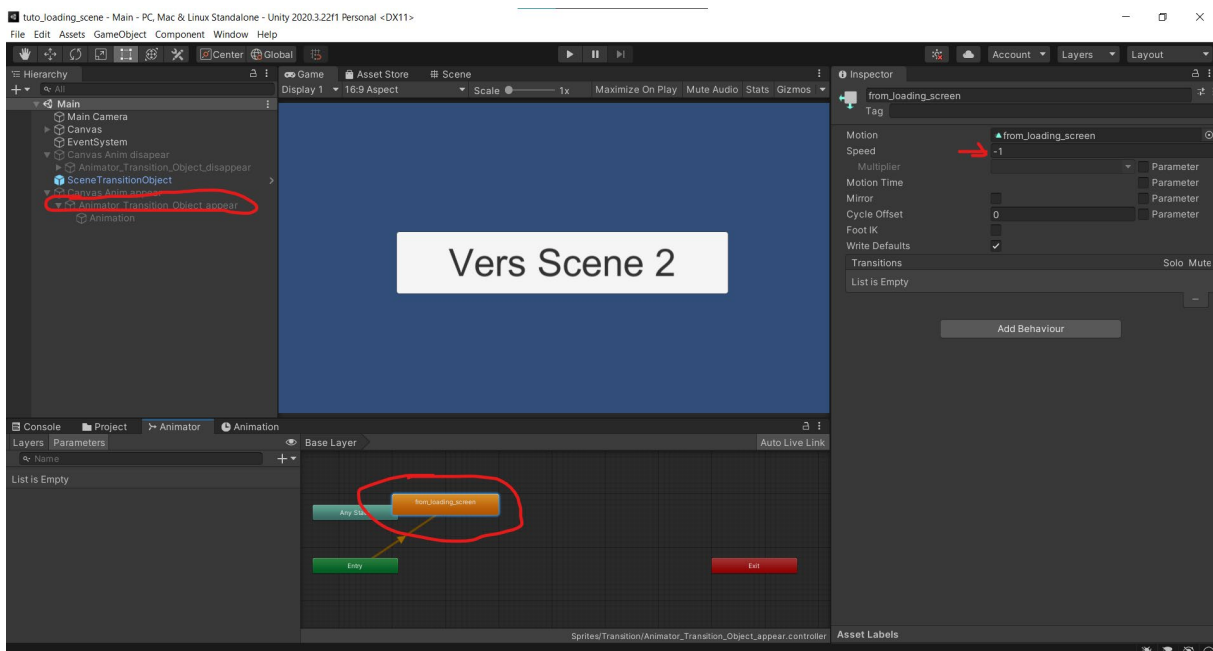 tuto_loading_scene - Main - PC, Mac & Linux Standalone - Unity 2020.3.22f1 Personal <DX11>
File Edit Assets GameObject Component Window Help
Center Global Account Layers Layout
Hierarchy
All
Main
Main Camera
Canvas
EventSystem
Canvas Anim disapear
Animator_Transition_Object_disappear
SceneTransitionObject
Canvas Anim appear
Animator_Transition_Object_appear
Animation
Game Asset Store Scene
Display 1 16:9 Aspect Scale 1x Maximize On Play Mute Audio Stats Gizmos
Vers Scene 2
Inspector
from_loading_screen
Tag
Motion from_loading_screen
Speed -1
Multiplier Parameter
Motion Time Parameter
Mirror Parameter
Cycle Offset 0 Parameter
Foot IK
Write Defaults
Transitions Solo Mute
List is Empty
Add Behaviour
Asset Labels
Console Project Animator Animation
Layers Parameters Base Layer Auto Live Link
Name
List is Empty
from_loading_screen
Any Sta
Entry Exit
Sprites/Transition/Animator_Transition_Object_appear.controller